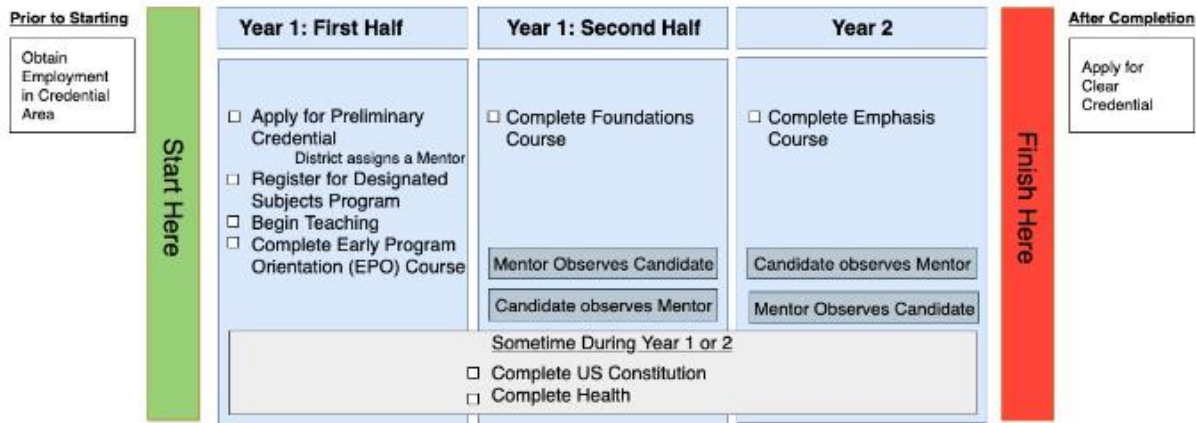 Prior to Starting
Obtain
Employment
in Credential
Area
Start Here
Year 1: First Half
☐ Apply for Preliminary
Credential
District assigns a Mentor
☐ Register for Designated
Subjects Program
☐ Begin Teaching
☐ Complete Early Program
Orientation (EPO) Course
Year 1: Second Half
☐ Complete Foundations
Course
Mentor Observes Candidate
Candidate observes Mentor
Year 2
☐ Complete Emphasis
Course
Candidate observes Mentor
Mentor Observes Candidate
Sometime During Year 1 or 2
☐ Complete US Constitution
☐ Complete Health
Finish Here
After Completion
Apply for
Clear
Credential